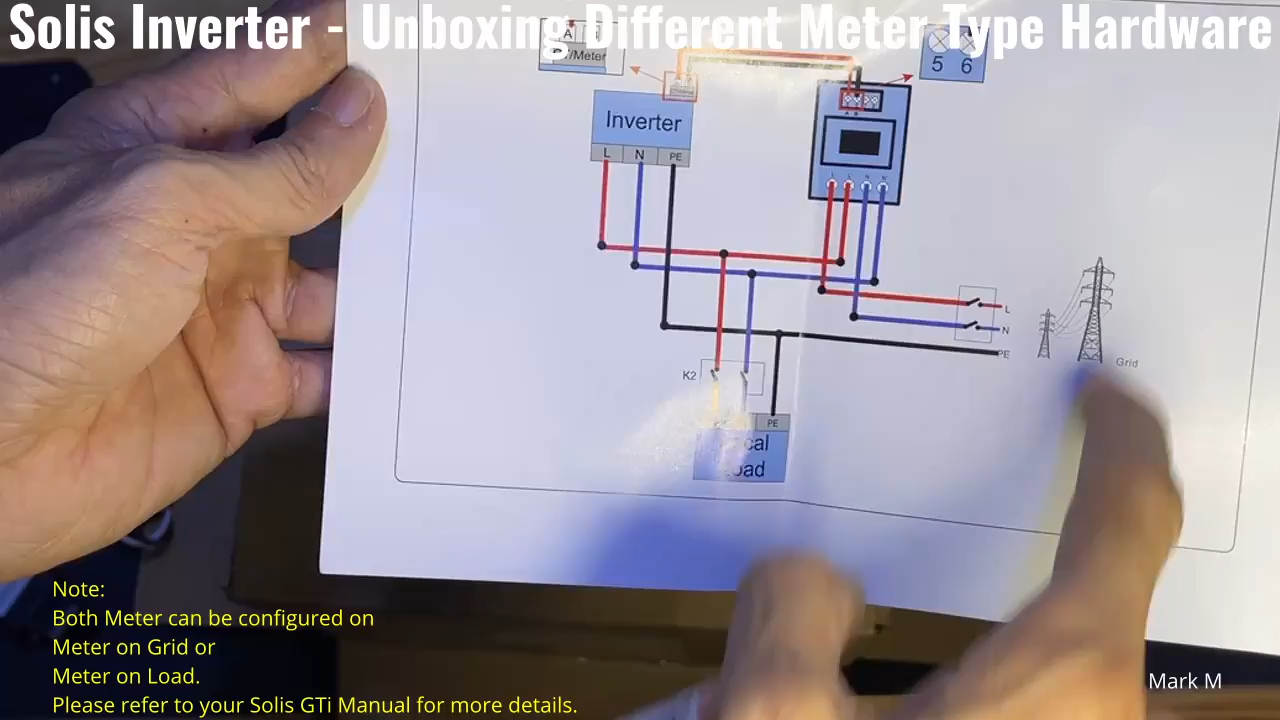 Solis Inverter - Unboxing Different Meter Type Hardware
A
/Meter
5 6
Inverter
L N PE
A B
L L N N
L
N
PE
Grid
K2
PE
Note:
Both Meter can be configured on
Meter on Grid or
Meter on Load.
Please refer to your Solis GTi Manual for more details.
Mark M